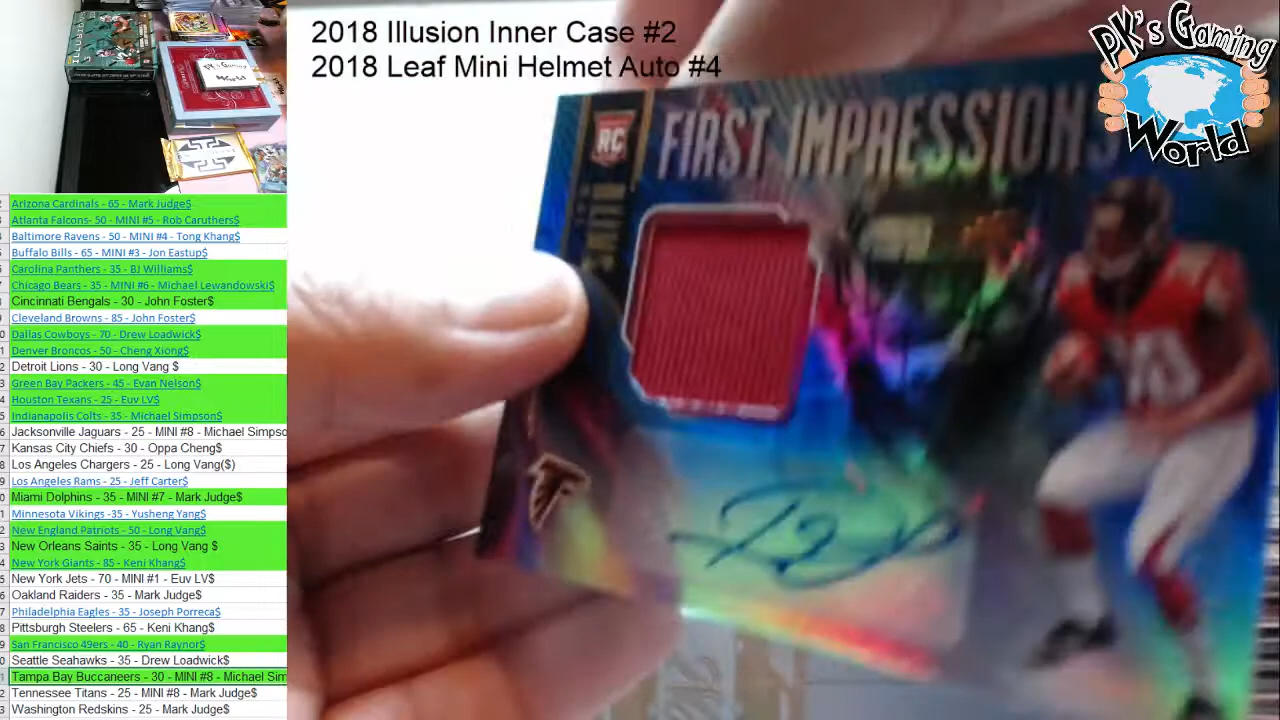 2018 Illusion Inner Case #2
2018 Leaf Mini Helmet Auto #4
PK's Gaming
World
RC
FIRST IMPRESSIONS
SMITH
ILLUSIONS
Arizona Cardinals - 65 - Mark Judge$
Atlanta Falcons- 50 - MINI #5 - Rob Caruthers$
Baltimore Ravens - 50 - MINI #4 - Tong Khang$
Buffalo Bills - 65 - MINI #3 - Jon Eastup$
Carolina Panthers - 35 - BJ Williams$
Chicago Bears - 35 - MINI #6 - Michael Lewandowski$
Cincinnati Bengals - 30 - John Foster$
Cleveland Browns - 85 - John Foster$
Dallas Cowboys - 70 - Drew Loadwick$
Denver Broncos - 50 - Cheng Xiong$
Detroit Lions - 30 - Long Vang $
Green Bay Packers - 45 - Evan Nelson$
Houston Texans - 25 - Euv LV$
Indianapolis Colts - 35 - Michael Simpson$
Jacksonville Jaguars - 25 - MINI #8 - Michael Simpso
Kansas City Chiefs - 30 - Oppa Cheng$
Los Angeles Chargers - 25 - Long Vang($)
Los Angeles Rams - 25 - Jeff Carter$
Miami Dolphins - 35 - MINI #7 - Mark Judge$
Minnesota Vikings -35 - Yusheng Yang$
New England Patriots - 50 - Long Vang$
New Orleans Saints - 35 - Long Vang $
New York Giants - 85 - Keni Khang$
New York Jets - 70 - MINI #1 - Euv LV$
Oakland Raiders - 35 - Mark Judge$
Philadelphia Eagles - 35 - Joseph Porreca$
Pittsburgh Steelers - 65 - Keni Khang$
San Francisco 49ers - 40 - Ryan Raynor$
Seattle Seahawks - 35 - Drew Loadwick$
Tampa Bay Buccaneers - 30 - MINI #8 - Michael Sim
Tennessee Titans - 25 - MINI #8 - Mark Judge$
Washington Redskins - 25 - Mark Judge$